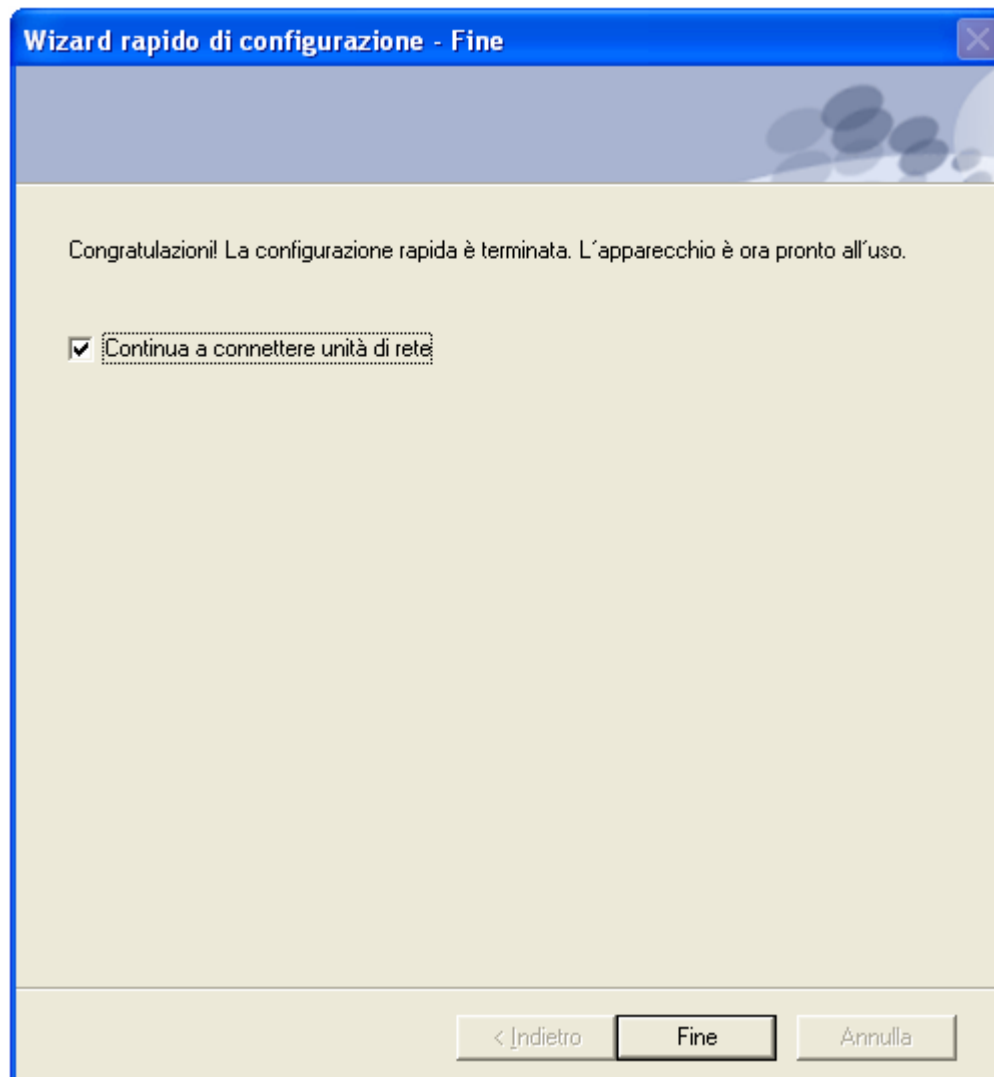 Wizard rapido di configurazione - Fine
Congratulazioni! La configurazione rapida è terminata. L´apparecchio è ora pronto all´uso.
Continua a connettere unità di rete
< Indietro
Fine
Annulla